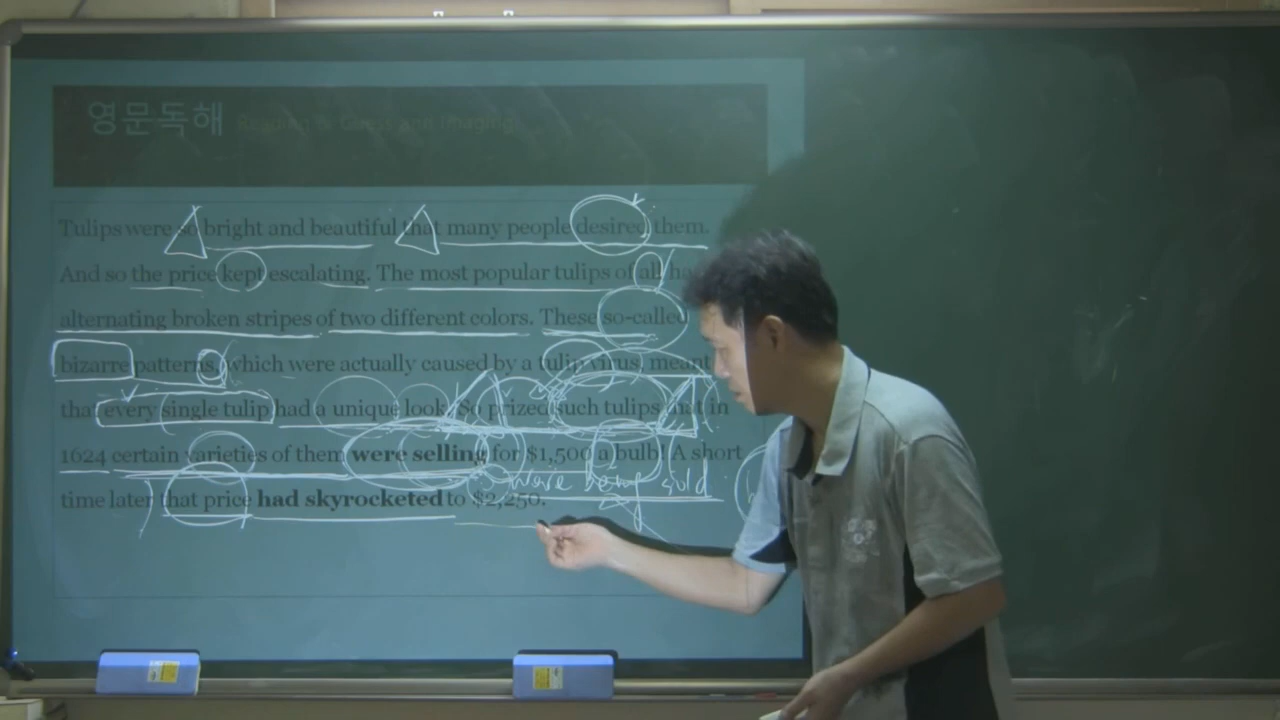 영문독해 Reading
Tulips were so bright and beautiful that many people desired them.
And so the price kept escalating. The most popular tulips of all
alternating broken stripes of two different colors. These so-called
bizarre patterns, which were actually caused by a tulip virus, meant
that every single tulip had a unique look. So prized such tulips that in
1624 certain varieties of them were selling for $1,500 a bulb! A short
were being sold
time later that price had skyrocketed to $2,250.